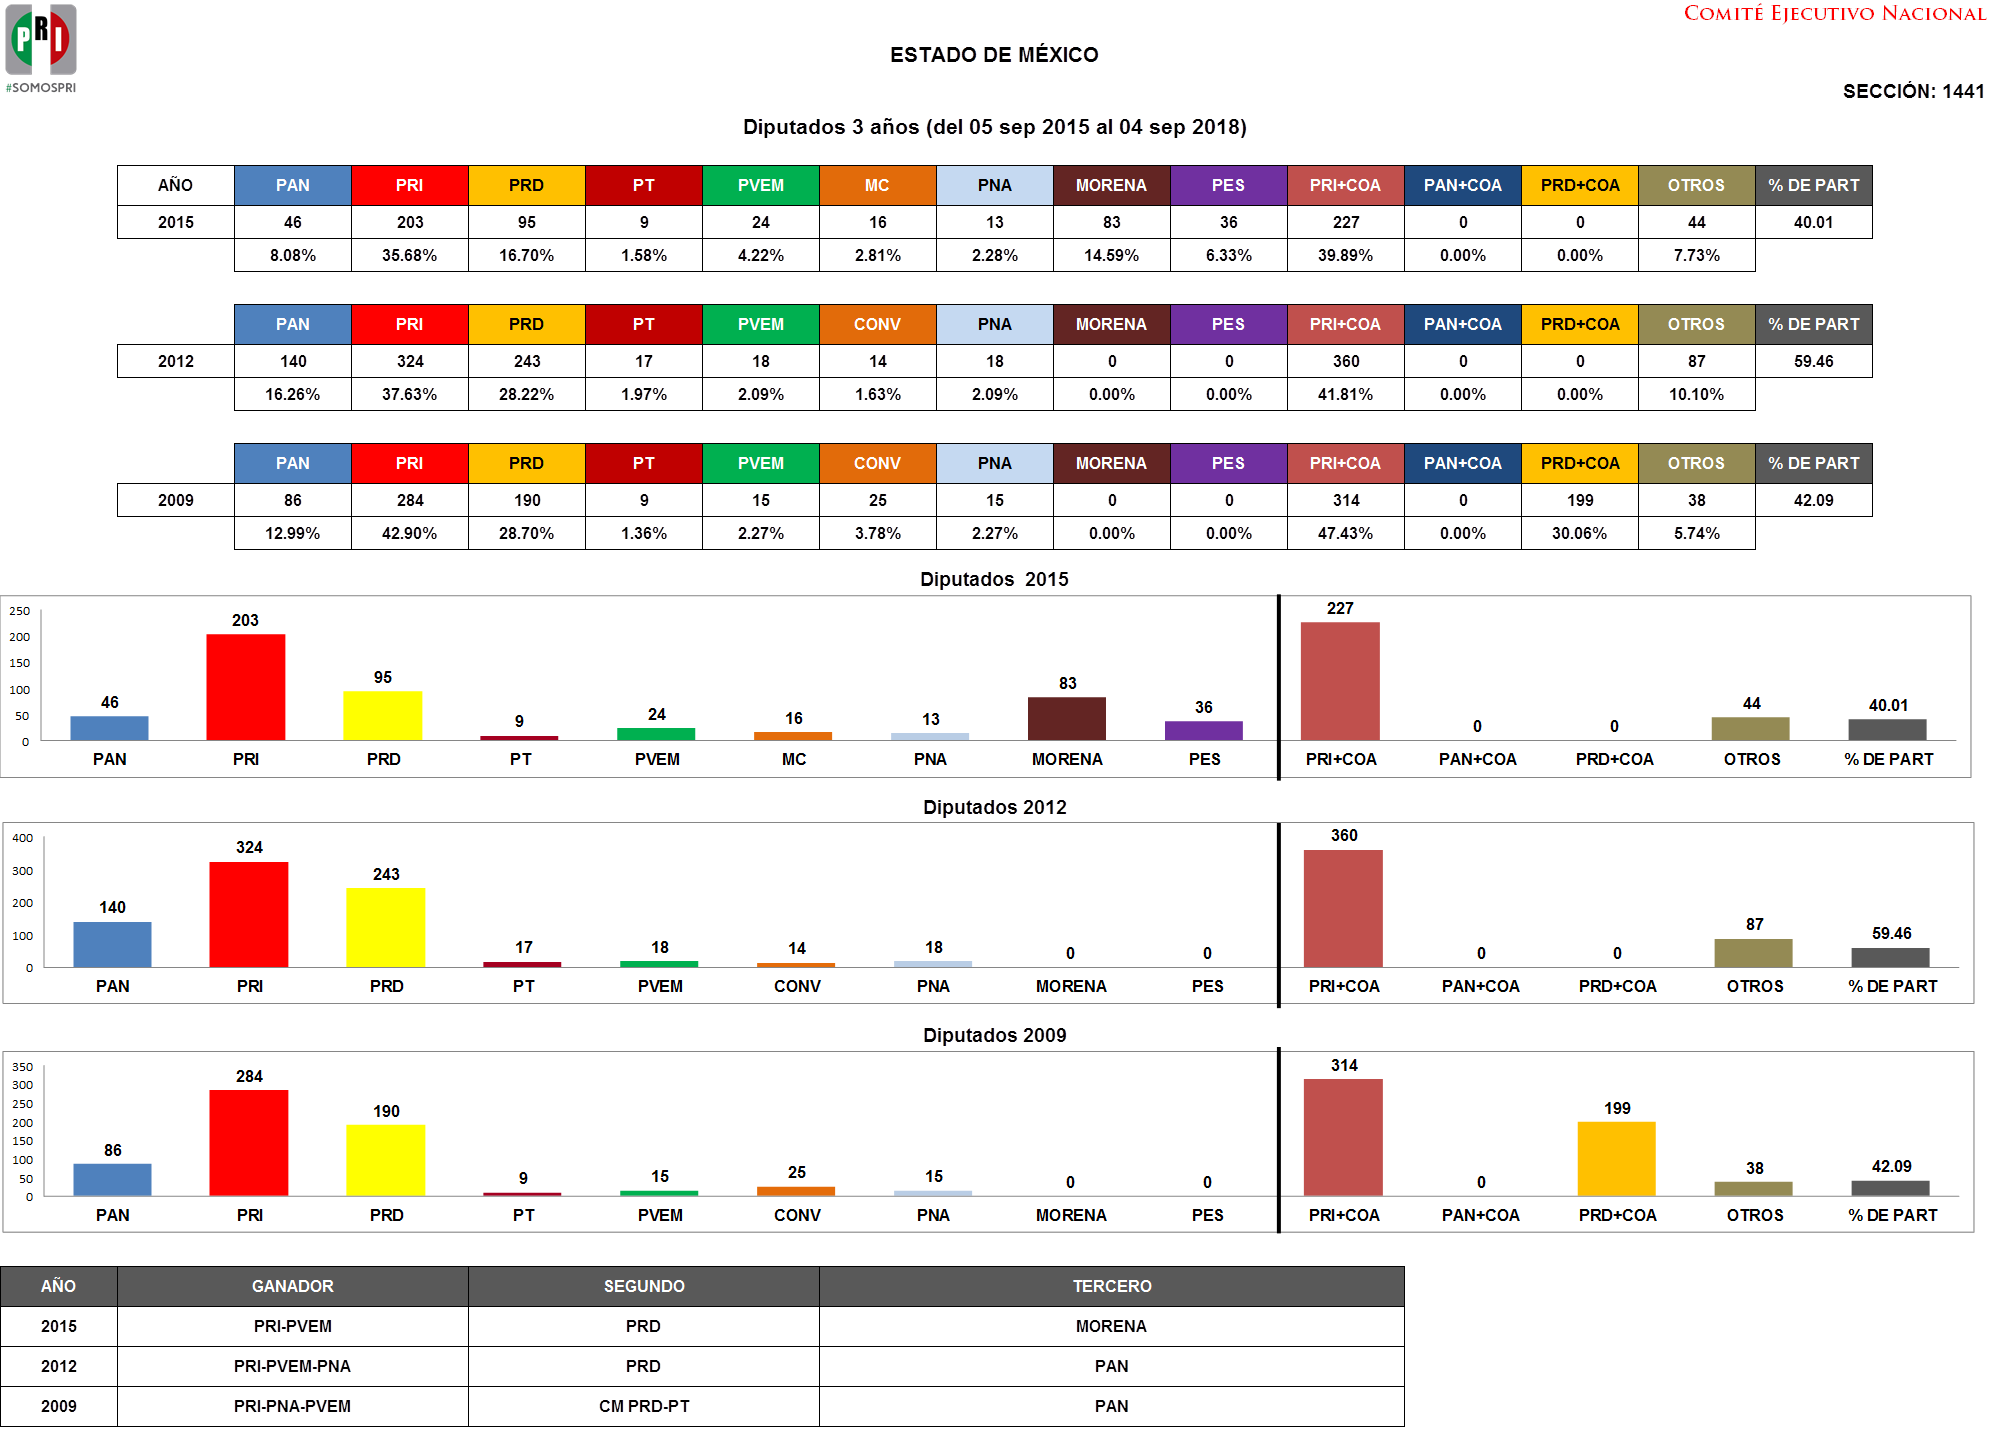 PRI
#SOMOSPRI
COMITÉ EJECUTIVO NACIONAL
ESTADO DE MÉXICO
SECCIÓN: 1441
Diputados 3 años (del 05 sep 2015 al 04 sep 2018)
AÑO PAN PRI PRD PT PVEM MC PNA MORENA PES PRI+COA PAN+COA PRD+COA OTROS % DE PART
2015 46 203 95 9 24 16 13 83 36 227 0 0 44 40.01
8.08% 35.68% 16.70% 1.58% 4.22% 2.81% 2.28% 14.59% 6.33% 39.89% 0.00% 0.00% 7.73%
PAN PRI PRD PT PVEM CONV PNA MORENA PES PRI+COA PAN+COA PRD+COA OTROS % DE PART
2012 140 324 243 17 18 14 18 0 0 360 0 0 87 59.46
16.26% 37.63% 28.22% 1.97% 2.09% 1.63% 2.09% 0.00% 0.00% 41.81% 0.00% 0.00% 10.10%
PAN PRI PRD PT PVEM CONV PNA MORENA PES PRI+COA PAN+COA PRD+COA OTROS % DE PART
2009 86 284 190 9 15 25 15 0 0 314 0 199 38 42.09
12.99% 42.90% 28.70% 1.36% 2.27% 3.78% 2.27% 0.00% 0.00% 47.43% 0.00% 30.06% 5.74%
Diputados 2015
250
200
150
100
50
0
46 203 95 9 24 16 13 83 36 227 0 0 44 40.01
PAN PRI PRD PT PVEM MC PNA MORENA PES PRI+COA PAN+COA PRD+COA OTROS % DE PART
Diputados 2012
400
300
200
100
0
140 324 243 17 18 14 18 0 0 360 0 0 87 59.46
PAN PRI PRD PT PVEM CONV PNA MORENA PES PRI+COA PAN+COA PRD+COA OTROS % DE PART
Diputados 2009
350
300
250
200
150
100
50
0
86 284 190 9 15 25 15 0 0 314 0 199 38 42.09
PAN PRI PRD PT PVEM CONV PNA MORENA PES PRI+COA PAN+COA PRD+COA OTROS % DE PART
AÑO GANADOR SEGUNDO TERCERO
2015 PRI-PVEM PRD MORENA
2012 PRI-PVEM-PNA PRD PAN
2009 PRI-PNA-PVEM CM PRD-PT PAN